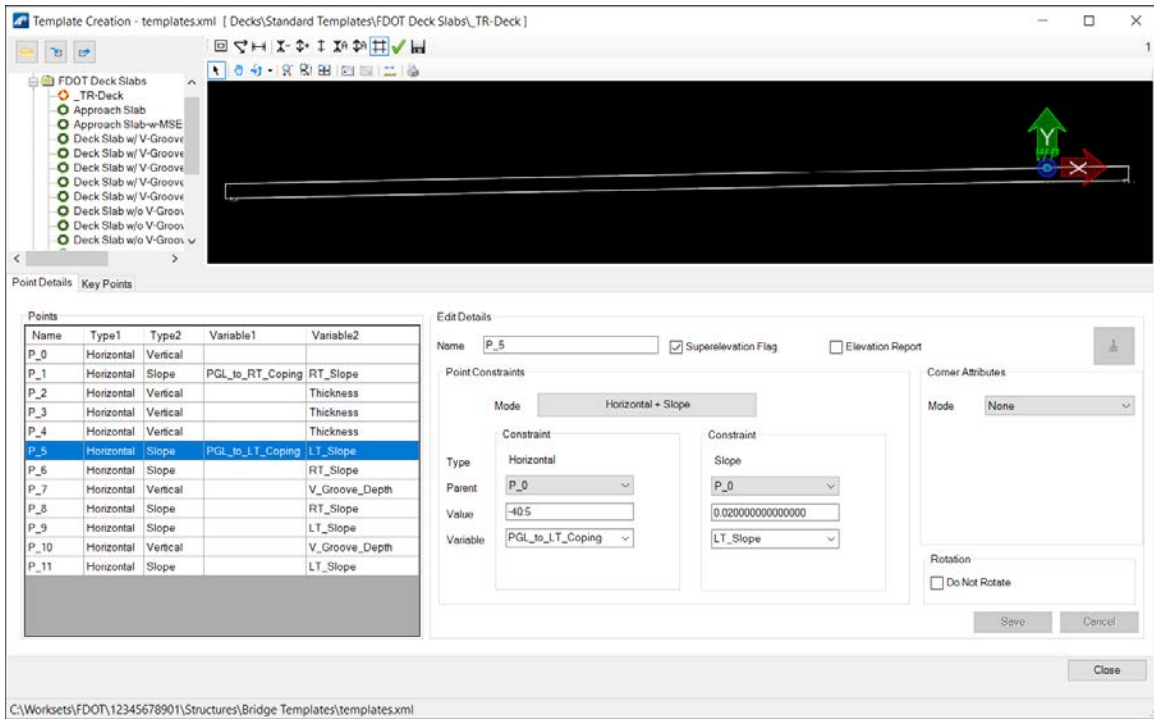 Template Creation - templates.xml [ Decks\Standard Templates\FDOT Deck Slabs\_TR-Deck ]
1
FDOT Deck Slabs
_TR-Deck
Approach Slab
Approach Slab-w-MSE
Deck Slab w/ V-Groove
Deck Slab w/ V-Groove
Deck Slab w/ V-Groove
Deck Slab w/ V-Groove
Deck Slab w/ V-Groove
Deck Slab w/o V-Groov
Deck Slab w/o V-Groov
Deck Slab w/o V-Groov
Y
WP
X
Point Details Key Points
Points
Name Type1 Type2 Variable1 Variable2
P_0 Horizontal Vertical
P_1 Horizontal Slope PGL_to_RT_Coping RT_Slope
P_2 Horizontal Vertical Thickness
P_3 Horizontal Vertical Thickness
P_4 Horizontal Vertical Thickness
P_5 Horizontal Slope PGL_to_LT_Coping LT_Slope
P_6 Horizontal Slope RT_Slope
P_7 Horizontal Vertical V_Groove_Depth
P_8 Horizontal Slope RT_Slope
P_9 Horizontal Slope LT_Slope
P_10 Horizontal Vertical V_Groove_Depth
P_11 Horizontal Slope LT_Slope
Edit Details
Name P_5 Superelevation Flag Elevation Report
Point Constraints
Mode Horizontal + Slope
Constraint Constraint
Type Horizontal Slope
Parent P_0 P_0
Value -40:5 0.020000000000000
Variable PGL_to_LT_Coping LT_Slope
Corner Attributes
Mode None
Rotation
Do Not Rotate
Save Cancel
Close
C:\Worksets\FDOT\12345678901\Structures\Bridge Templates\templates.xml